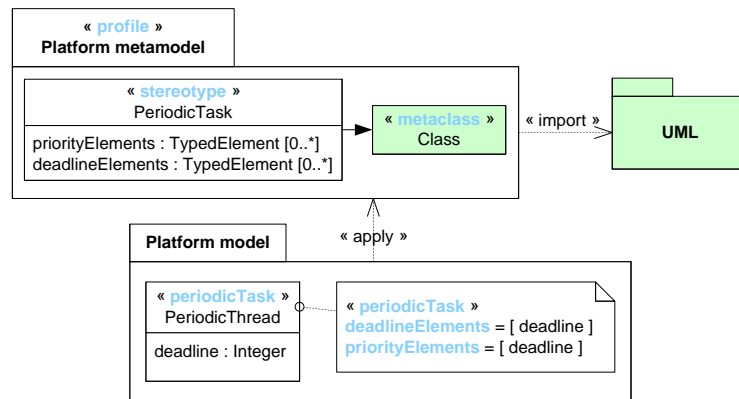 « profile »
Platform metamodel
« stereotype »
PeriodicTask
priorityElements : TypedElement [0..*]
deadlineElements : TypedElement [0..*]
« metaclass »
Class
« import »
UML
« apply »
Platform model
« periodicTask »
PeriodicThread
deadline : Integer
« periodicTask »
deadlineElements = [ deadline ]
priorityElements = [ deadline ]